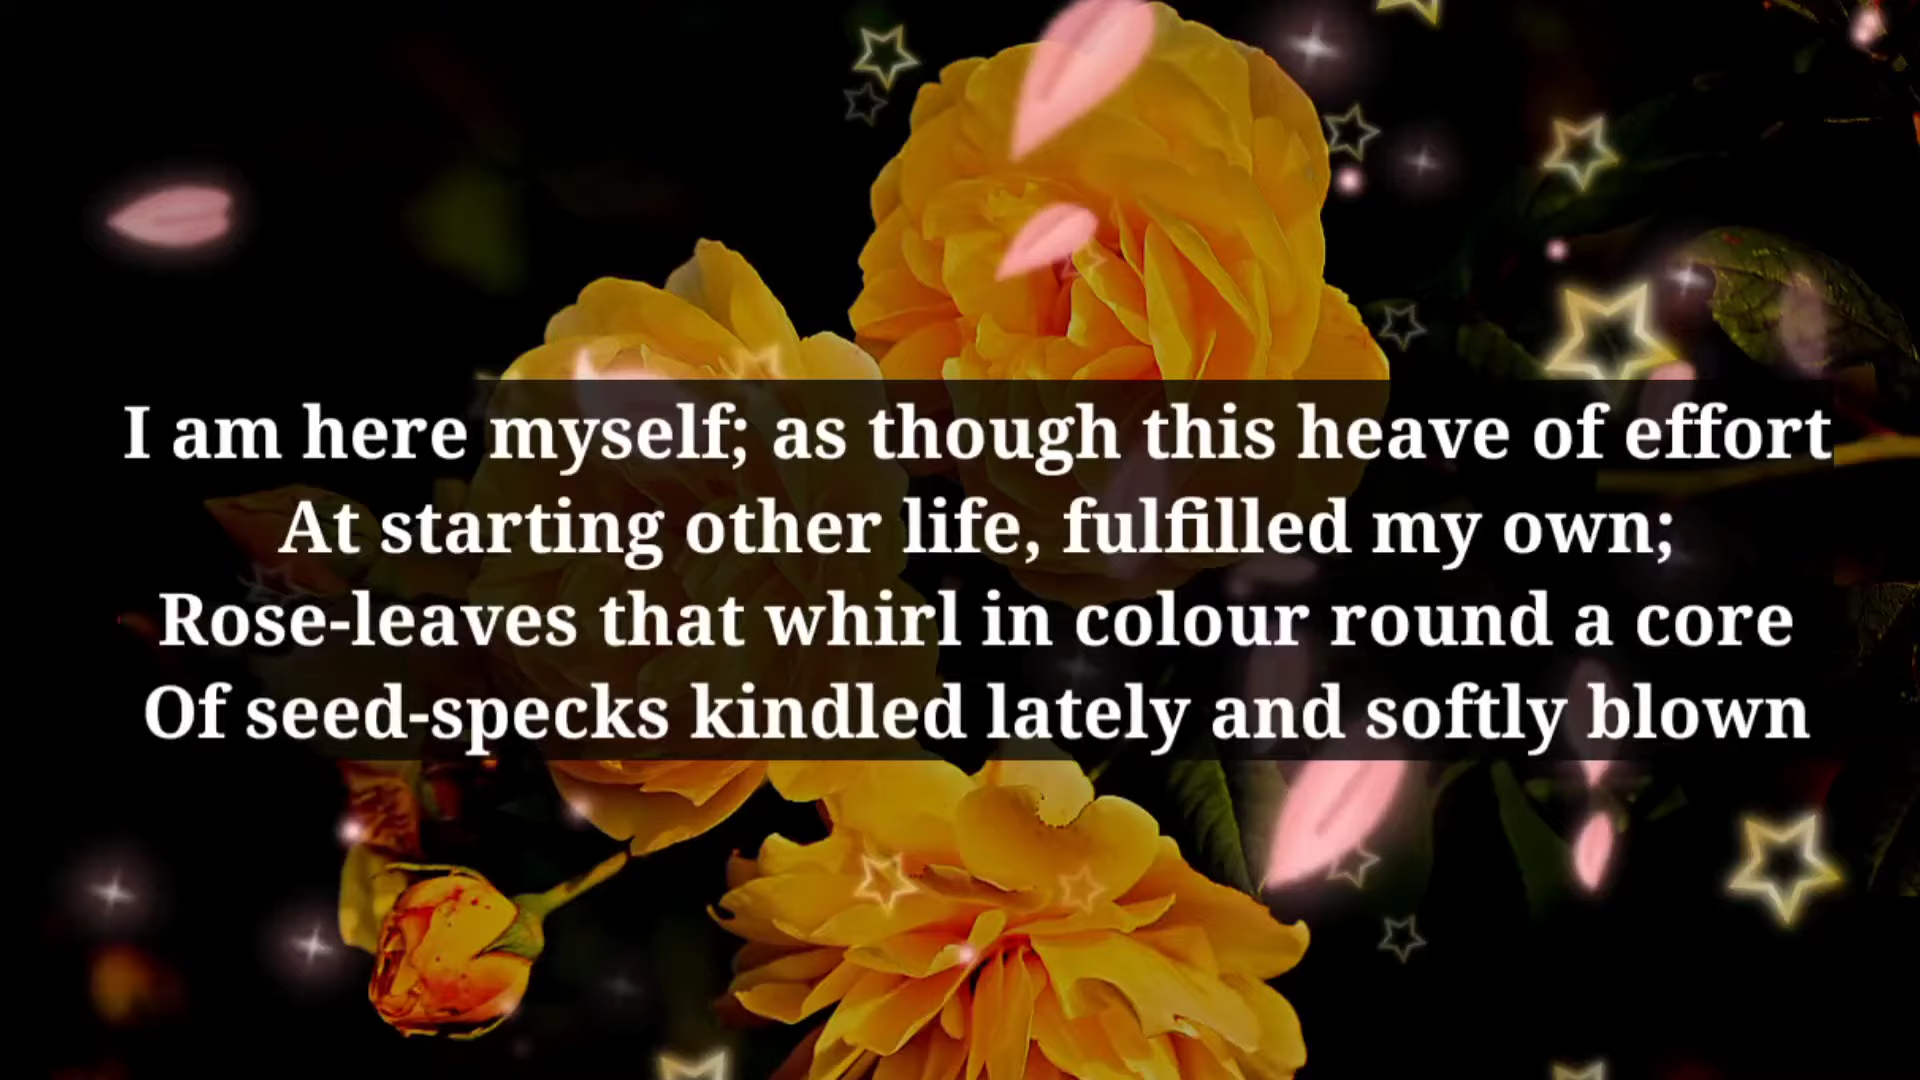 I am here myself; as though this heave of effort
At starting other life, fulfilled my own;
Rose-leaves that whirl in colour round a core
Of seed-specks kindled lately and softly blown